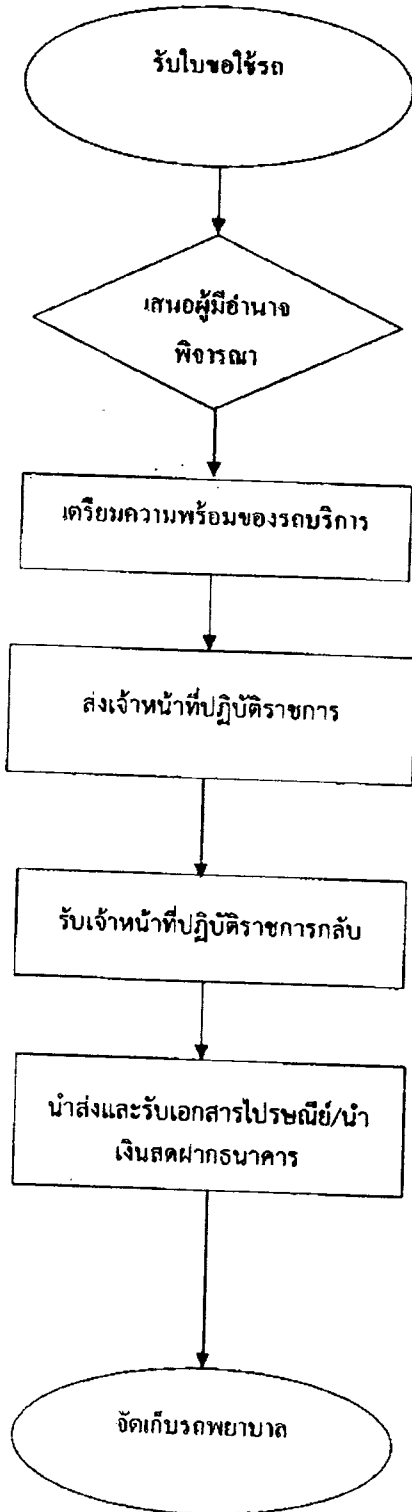 รับใบขอใช้รถ
เสนอผู้มีอำนาจ
พิจารณา
เตรียมความพร้อมของรถบริการ
ส่งเจ้าหน้าที่ปฏิบัติราชการ
รับเจ้าหน้าที่ปฏิบัติราชการกลับ
นำส่งและรับเอกสารไปรษณีย์/นำ
เงินสดฝากธนาคาร
จัดเก็บรถพยาบาล